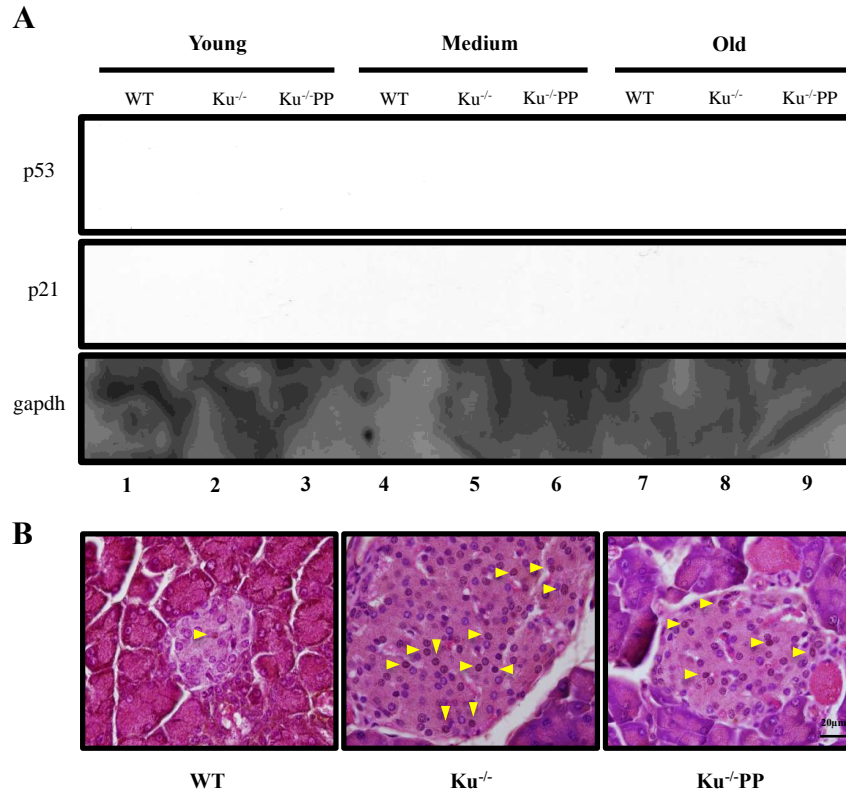 A
Young Medium Old
WT Ku-/- Ku-/-PP WT Ku-/- Ku-/-PP WT Ku-/- Ku-/-PP
p53
p21
gapdh
1 2 3 4 5 6 7 8 9
B
20μm
WT Ku-/- Ku-/-PP